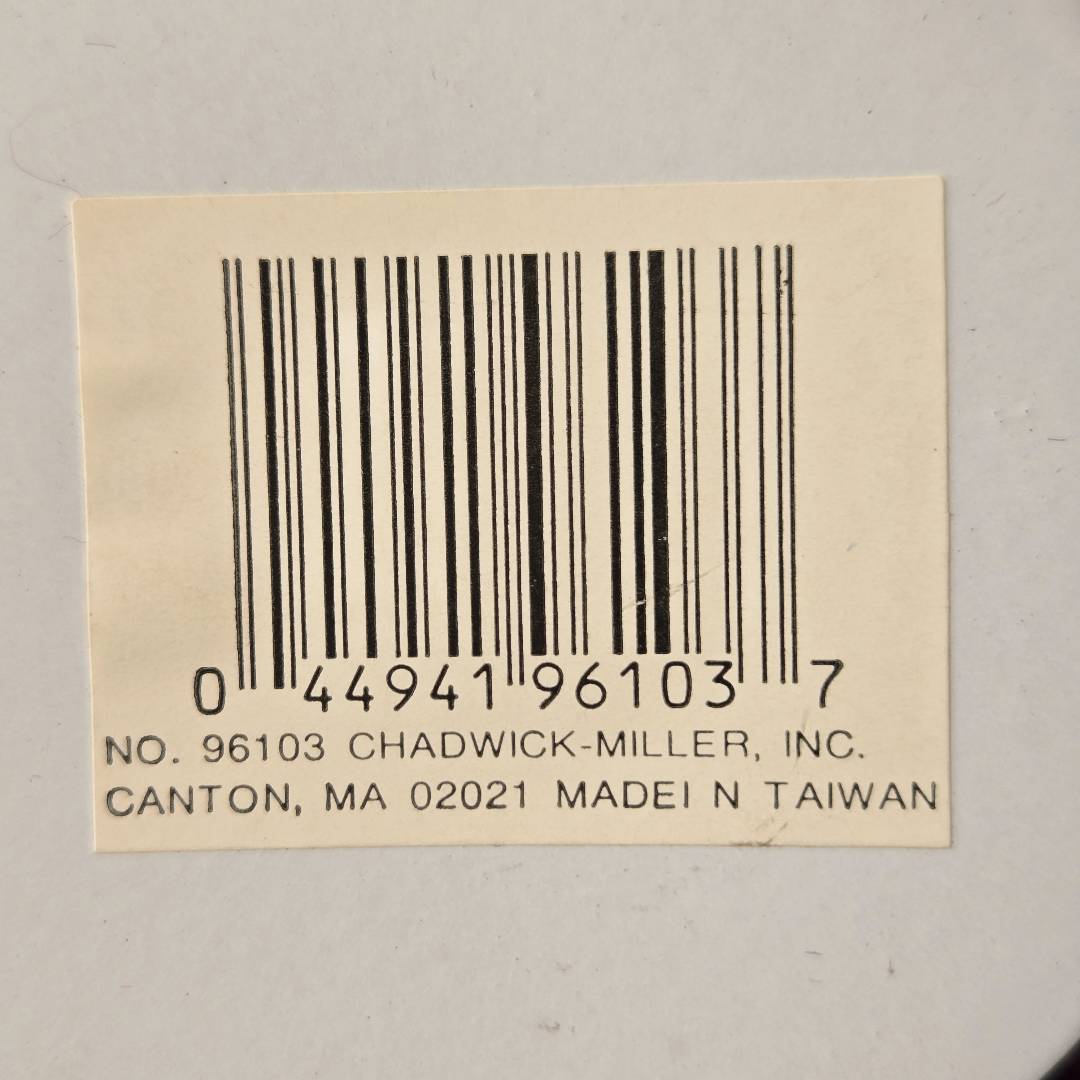 0 44941 96103 7
NO. 96103 CHADWICK-MILLER, INC.
CANTON, MA 02021 MADEI N TAIWAN